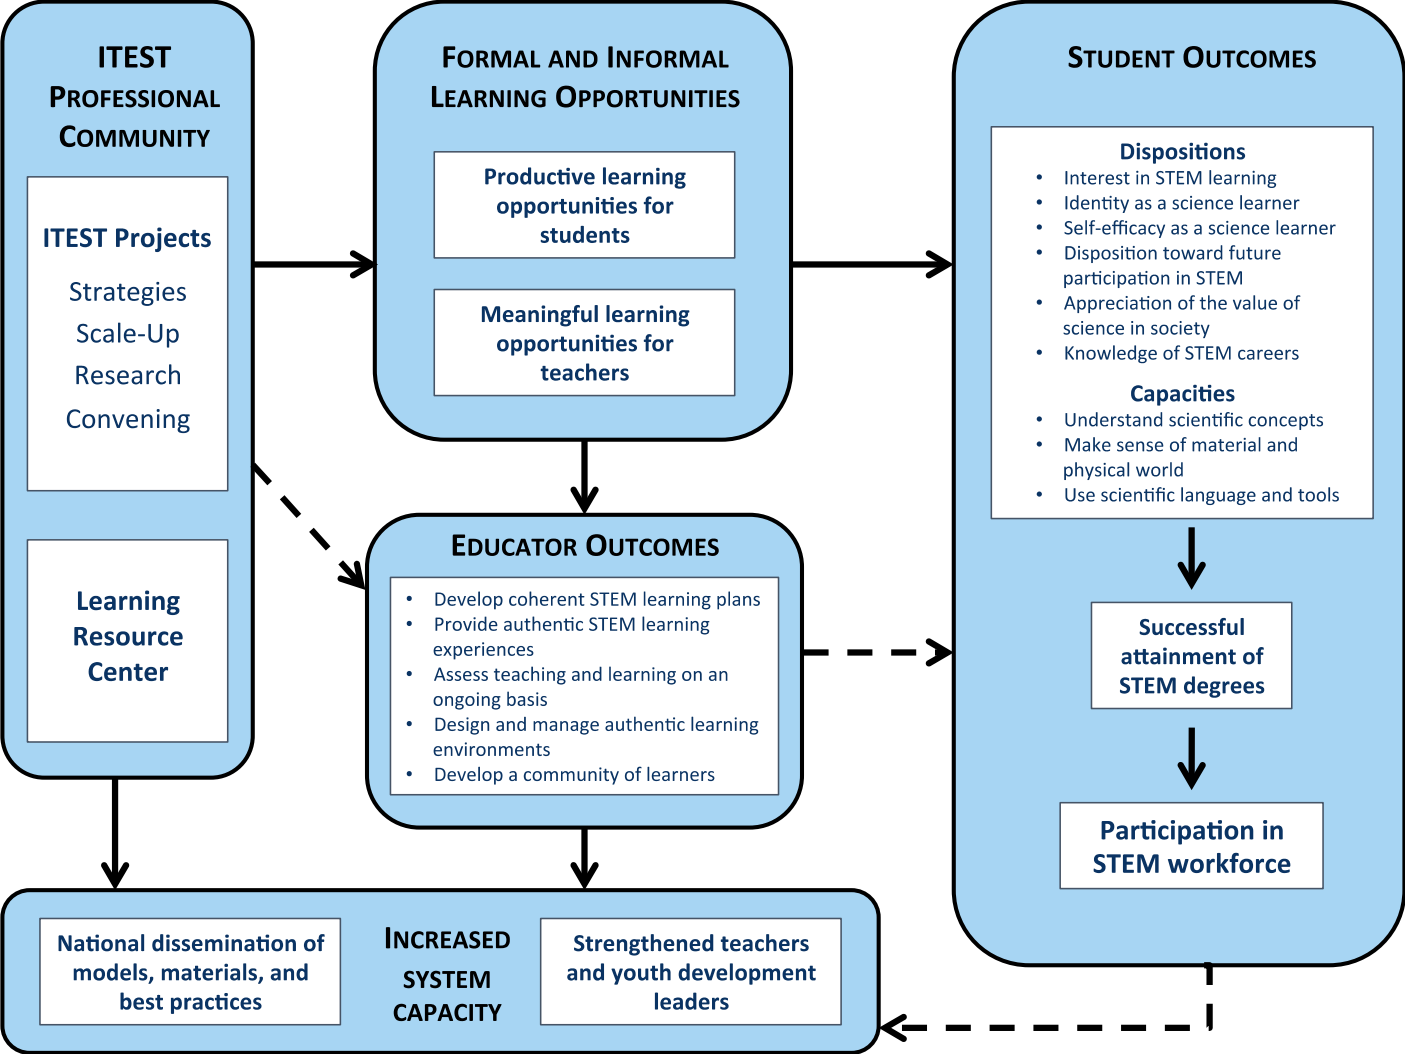 ITEST
PROFESSIONAL
COMMUNITY
ITEST Projects
Strategies
Scale-Up
Research
Convening
Learning
Resource
Center
FORMAL AND INFORMAL
LEARNING OPPORTUNITIES
Productive learning
opportunities for
students
Meaningful learning
opportunities for
teachers
EDUCATOR OUTCOMES
• Develop coherent STEM learning plans
• Provide authentic STEM learning
experiences
• Assess teaching and learning on an
ongoing basis
• Design and manage authentic learning
environments
• Develop a community of learners
STUDENT OUTCOMES
Dispositions
• Interest in STEM learning
• Identity as a science learner
• Self-efficacy as a science learner
• Disposition toward future
participation in STEM
• Appreciation of the value of
science in society
• Knowledge of STEM careers
Capacities
• Understand scientific concepts
• Make sense of material and
physical world
• Use scientific language and tools
Successful
attainment of
STEM degrees
Participation in
STEM workforce
National dissemination of
models, materials, and
best practices
INCREASED
SYSTEM
CAPACITY
Strengthened teachers
and youth development
leaders